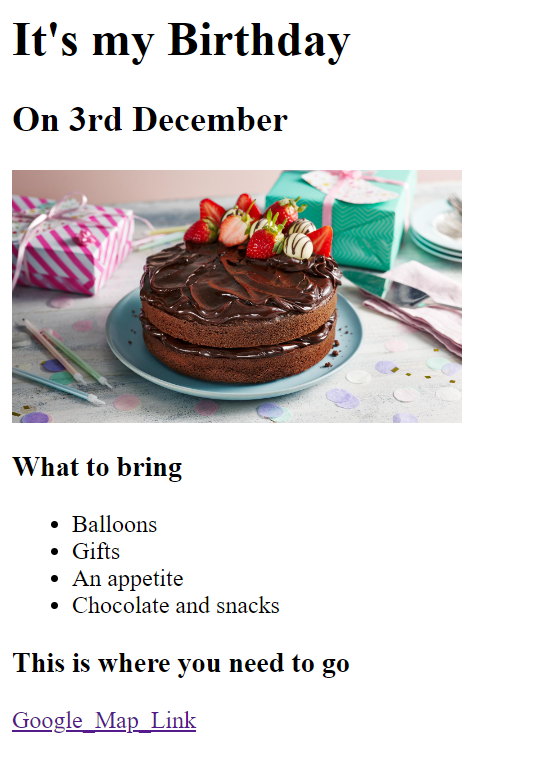 It's my Birthday
On 3rd December
What to bring
Balloons
Gifts
An appetite
Chocolate and snacks
This is where you need to go
Google_Map_Link